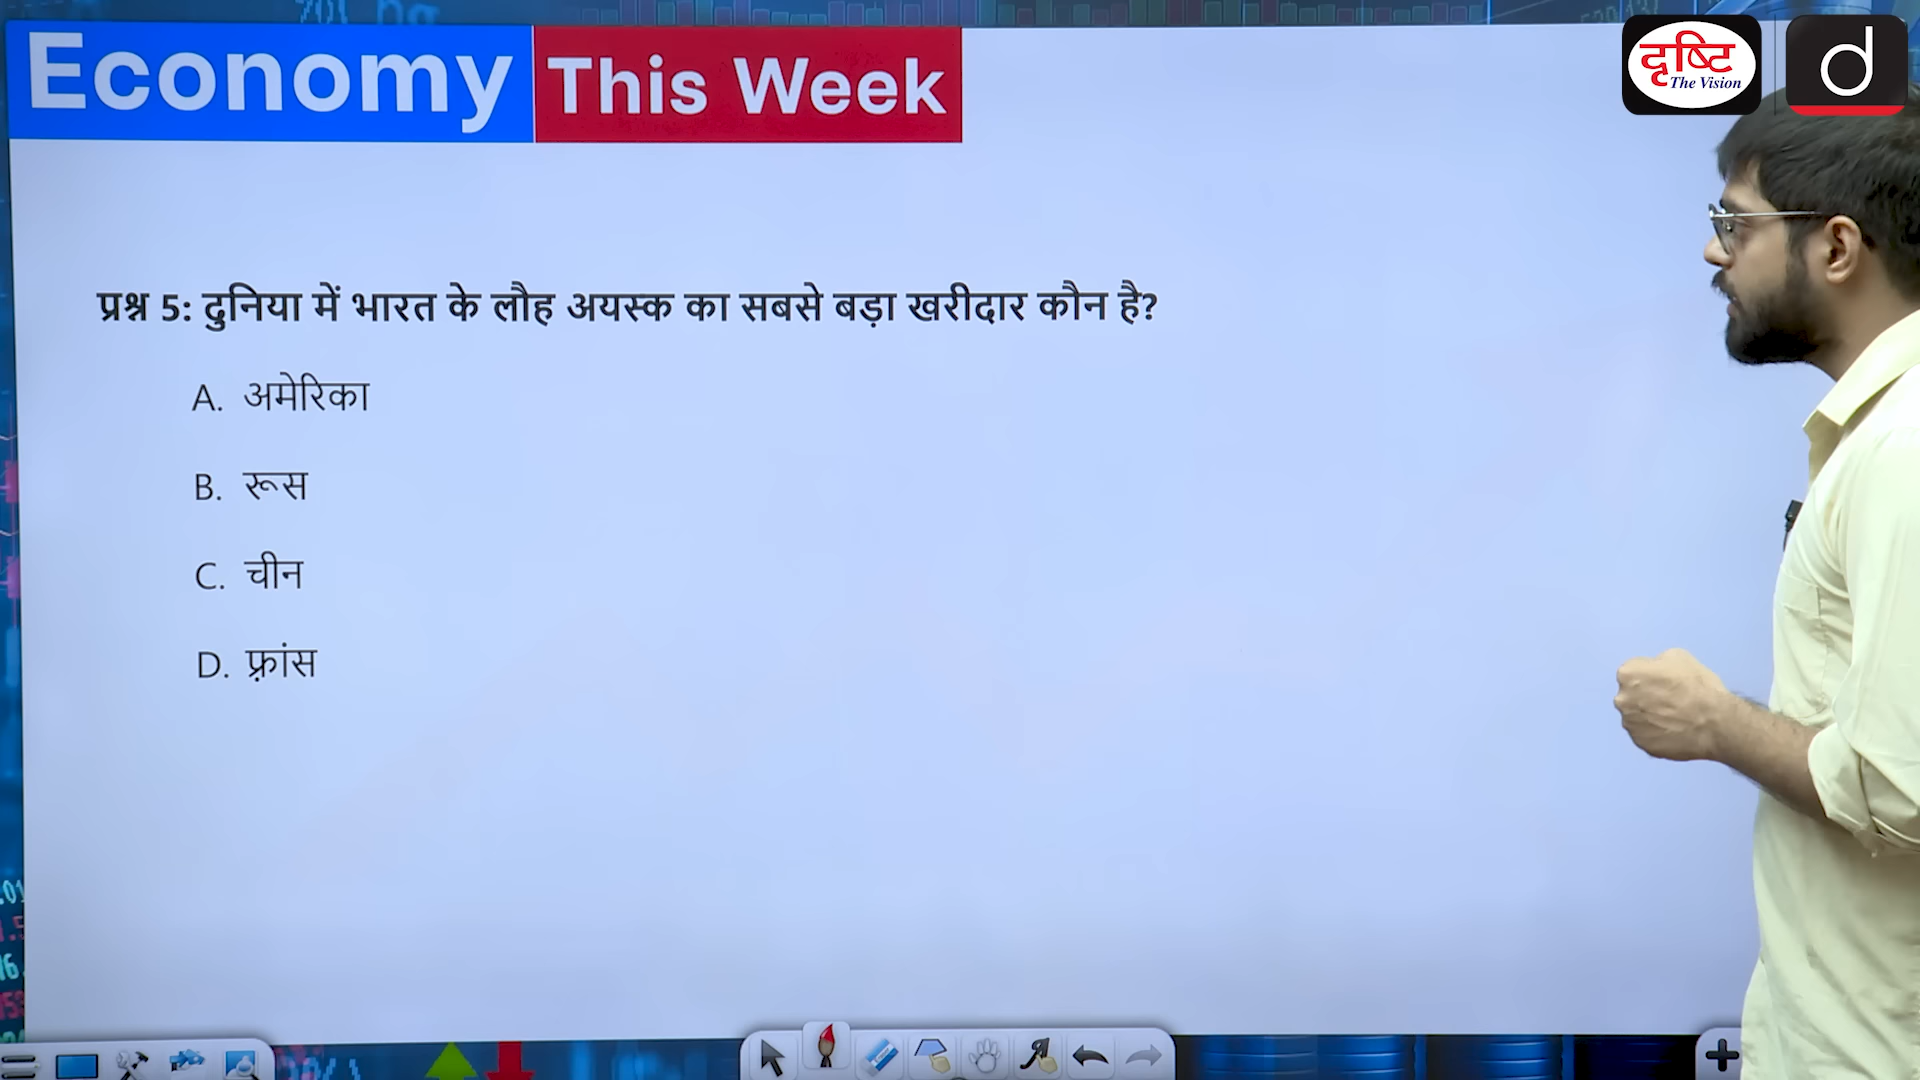 Economy This Week
दृष्टि
The Vision
d
प्रश्न 5: दुनिया में भारत के लौह अयस्क का सबसे बड़ा खरीदार कौन है?
A. अमेरिका
B. रूस
C. चीन
D. फ़्रांस